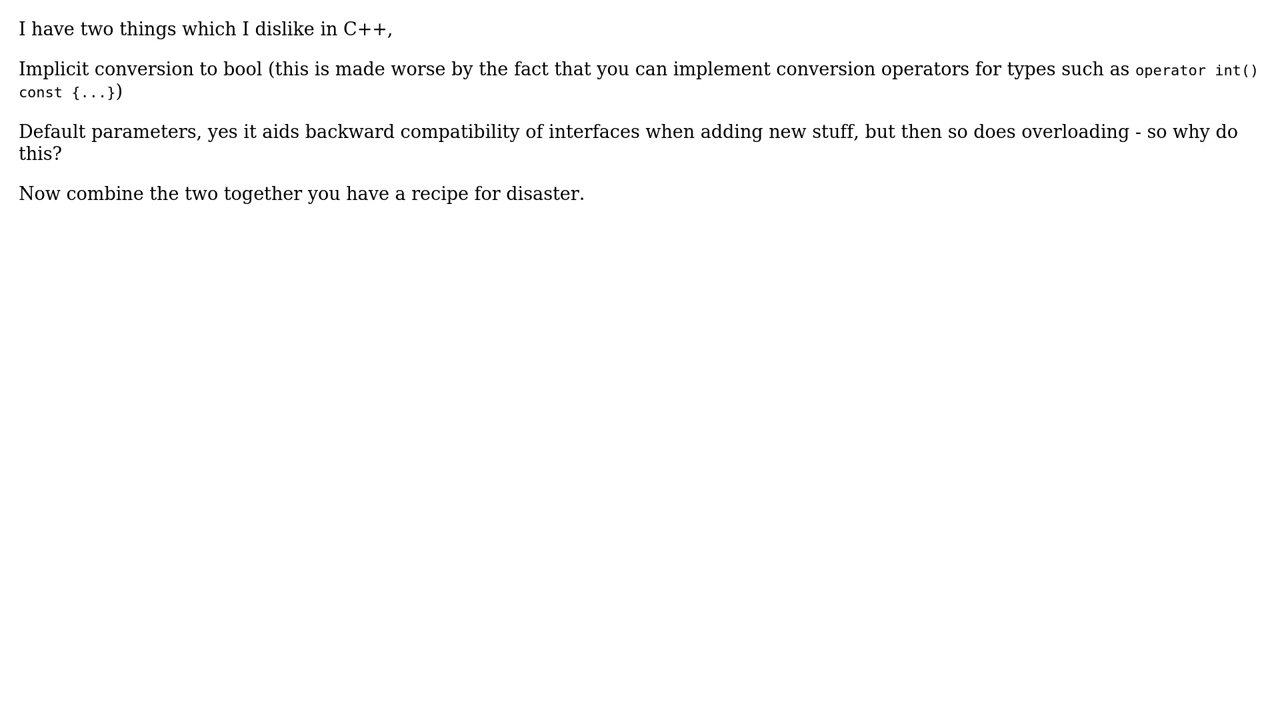 I have two things which I dislike in C++,
Implicit conversion to bool (this is made worse by the fact that you can implement conversion operators for types such as operator int()
const {...})
Default parameters, yes it aids backward compatibility of interfaces when adding new stuff, but then so does overloading - so why do
this?
Now combine the two together you have a recipe for disaster.